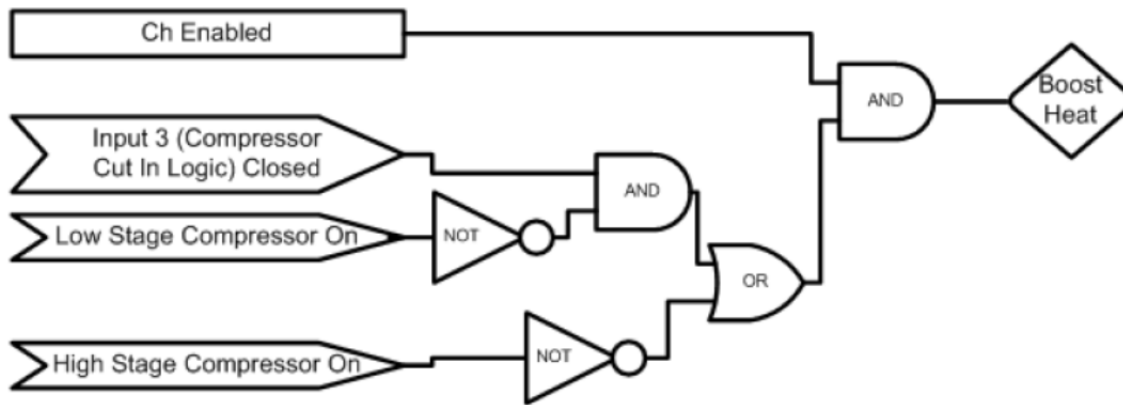 Ch Enabled
AND
Boost
Heat
Input 3 (Compressor
Cut In Logic) Closed
AND
Low Stage Compressor On
NOT
OR
High Stage Compressor On
NOT